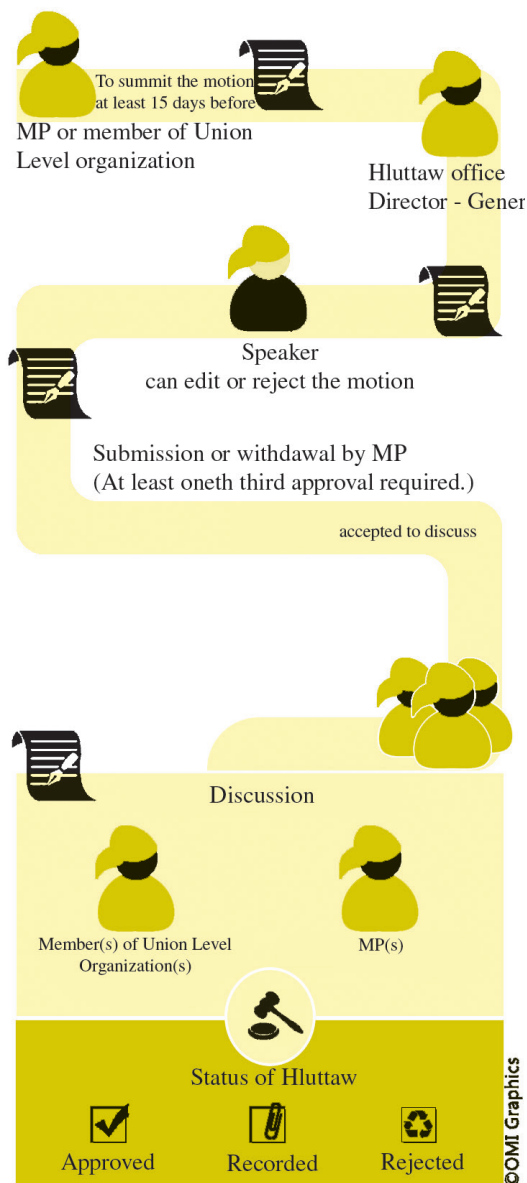 To summit the motion
at least 15 days before
MP or member of Union
Level organization
Hluttaw office
Director - Gener
Speaker
can edit or reject the motion
Submission or withdawal by MP
(At least oneth third approval required.)
accepted to discuss
Discussion
Member(s) of Union Level
Organization(s)
MP(s)
Status of Hluttaw
Approved
Recorded
Rejected
©OMI Graphics